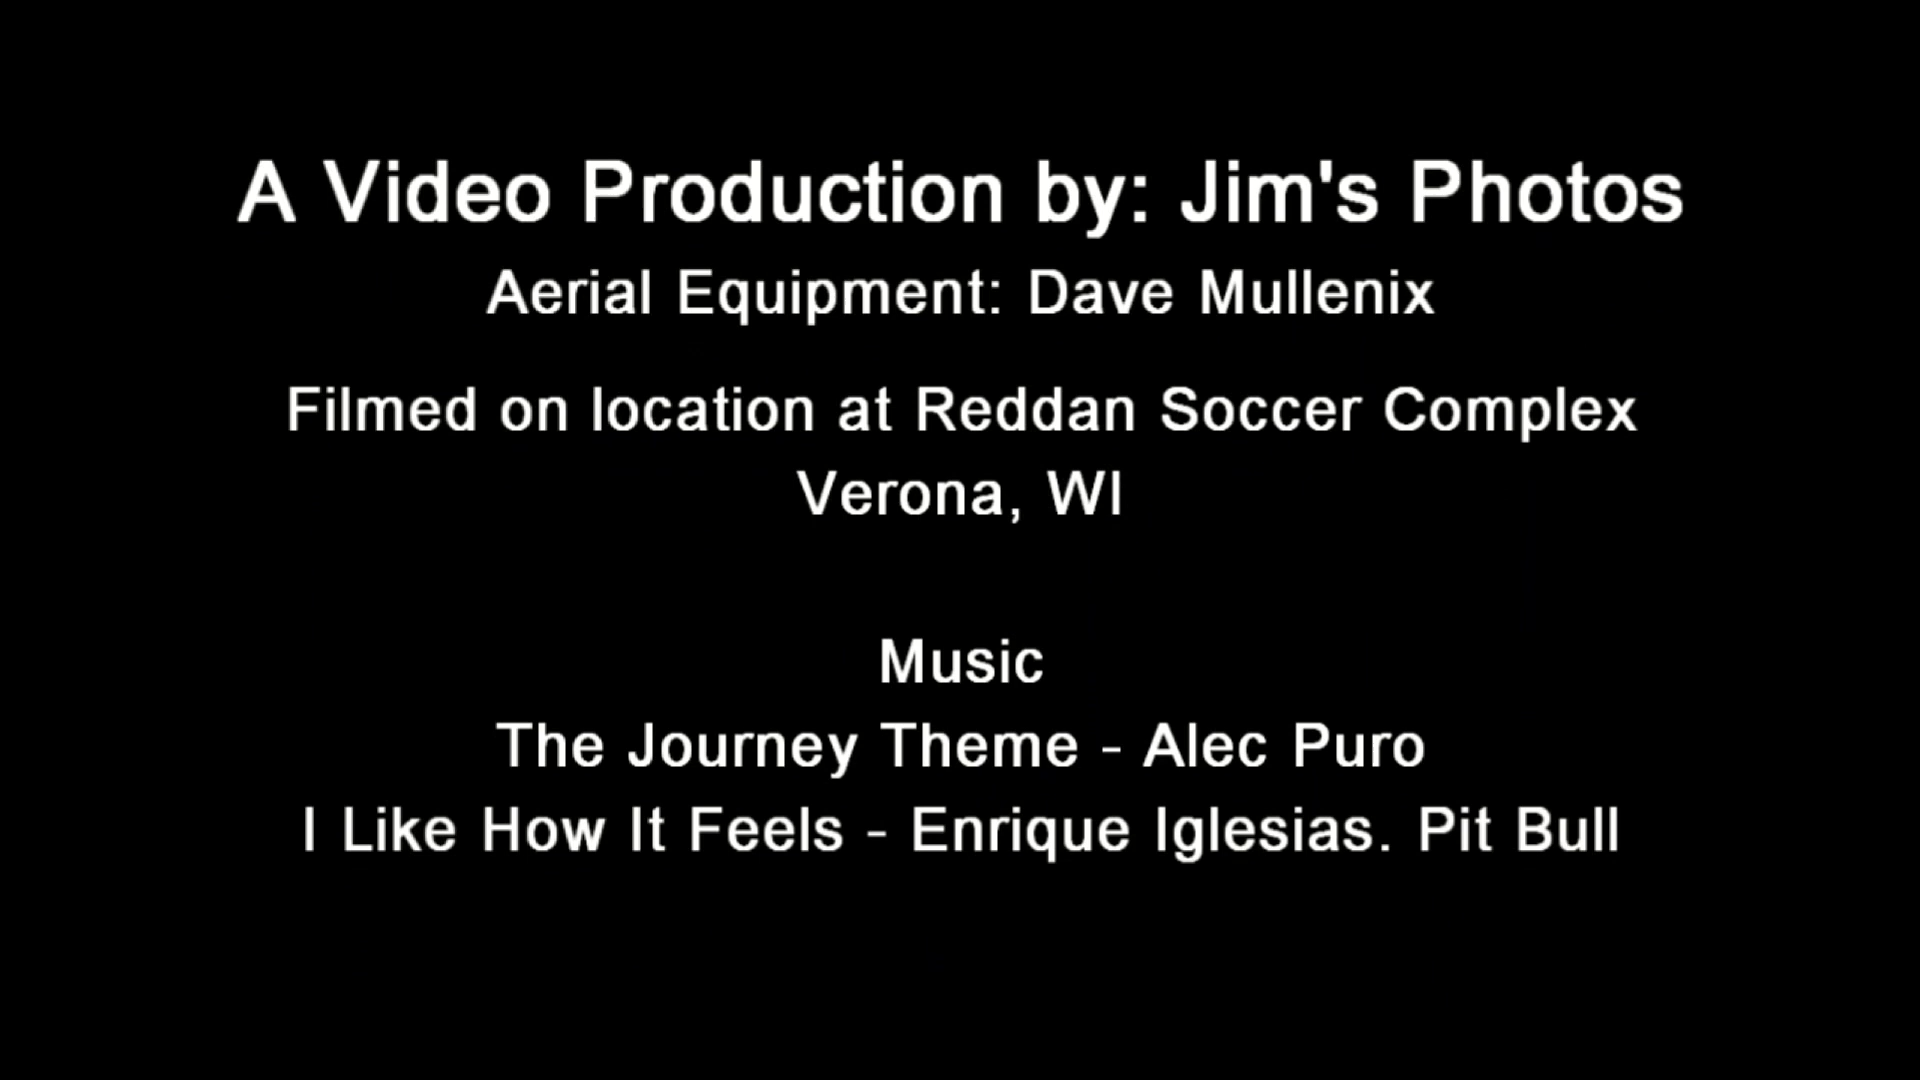 A Video Production by: Jim's Photos
Aerial Equipment: Dave Mullenix
Filmed on location at Reddan Soccer Complex
Verona, WI
Music
The Journey Theme - Alec Puro
I Like How It Feels - Enrique Iglesias. Pit Bull